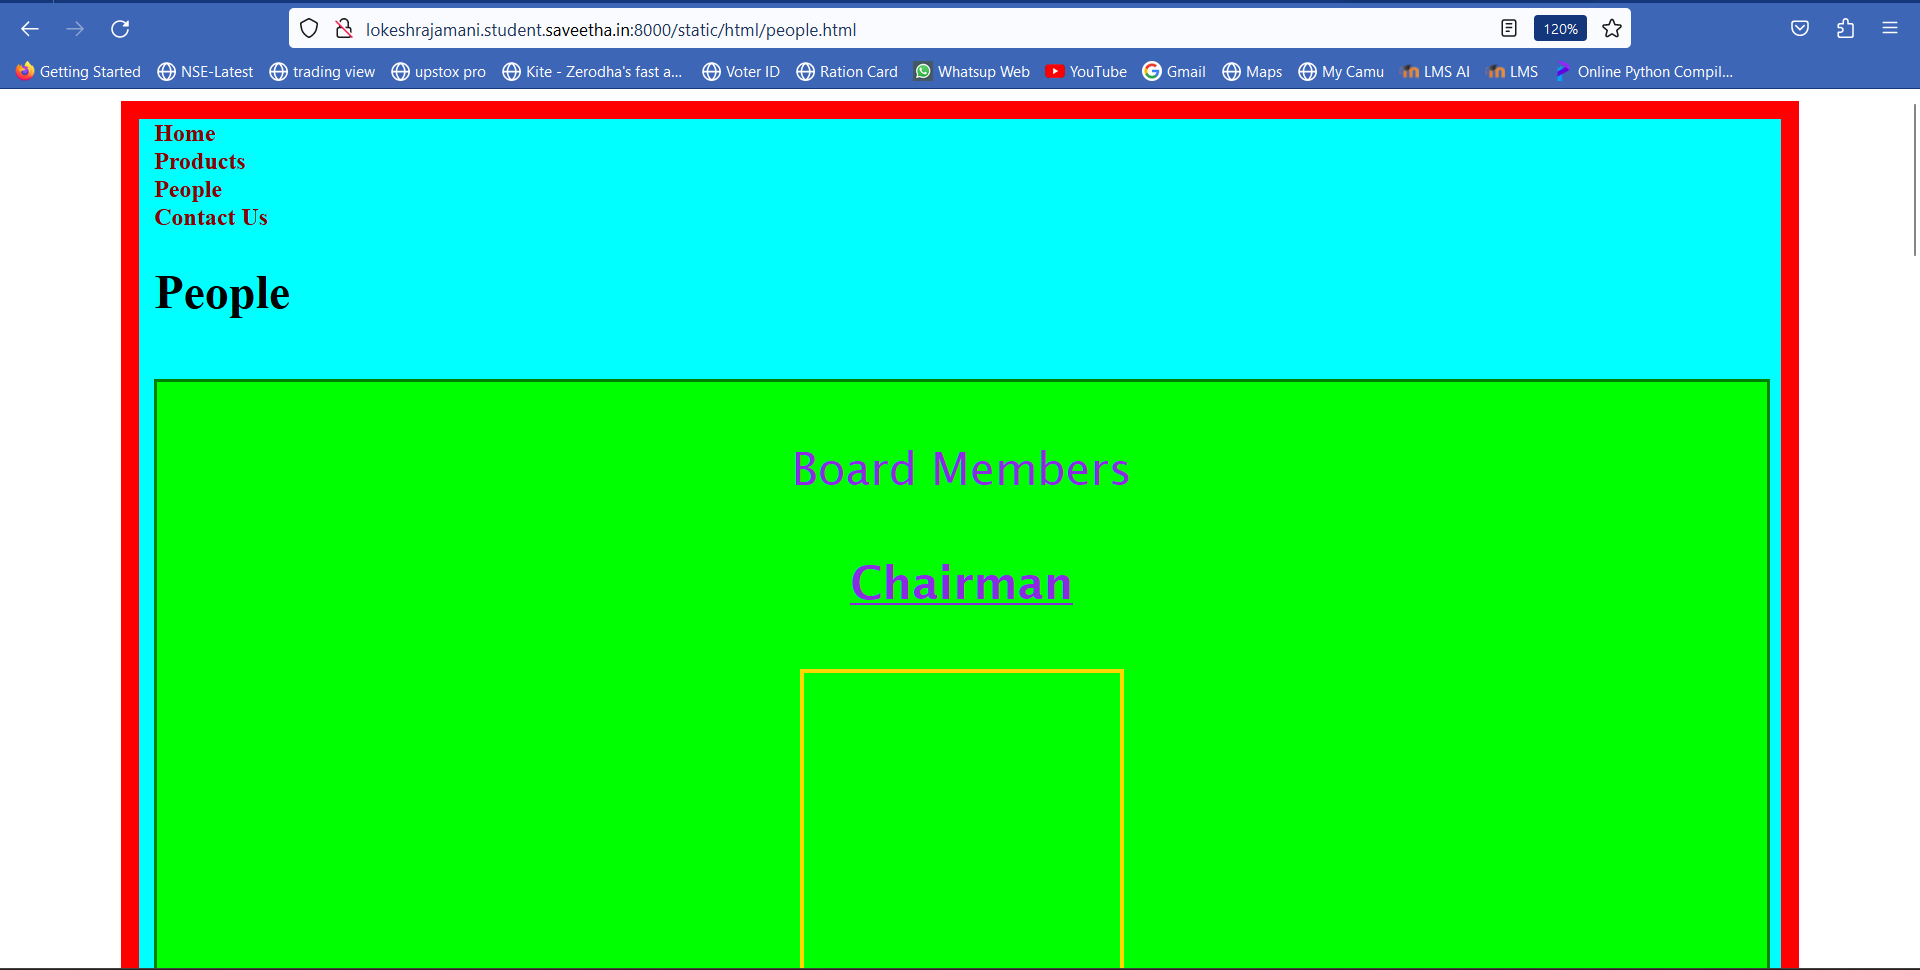 lokeshrajamani.student.saveetha.in:8000/static/html/people.html 120%
Getting Started NSE-Latest trading view upstox pro Kite - Zerodha's fast a... Voter ID Ration Card Whatsup Web YouTube Gmail Maps My Camu LMS AI LMS Online Python Compil...
Home
Products
People
Contact Us
People
Board Members
Chairman